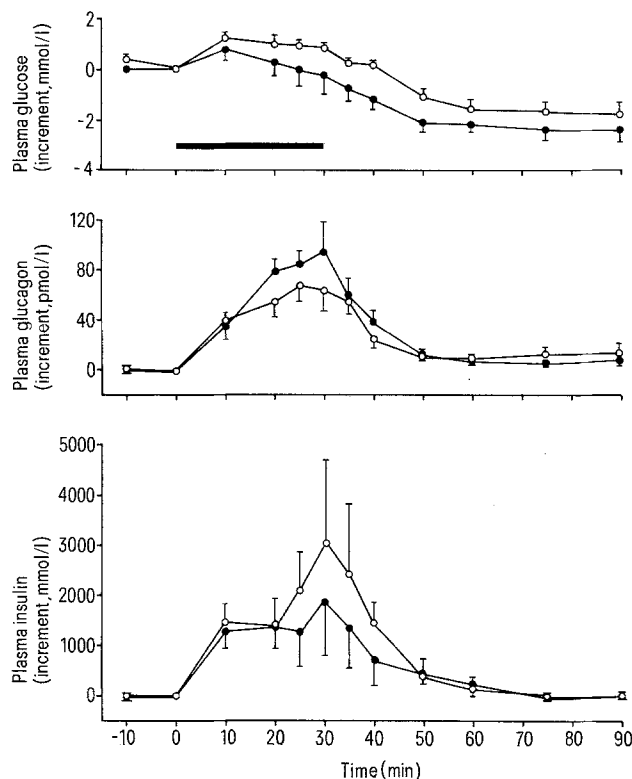 Plasma glucose
(increment,mmol/l)
2
0
-2
-4
Plasma glucagon
(increment,pmol/l)
120
80
40
0
Plasma insulin
(increment,mmol/l)
5000
4000
3000
2000
1000
0
-10 0 10 20 30 40 50 60 70 80 90
Time(min)